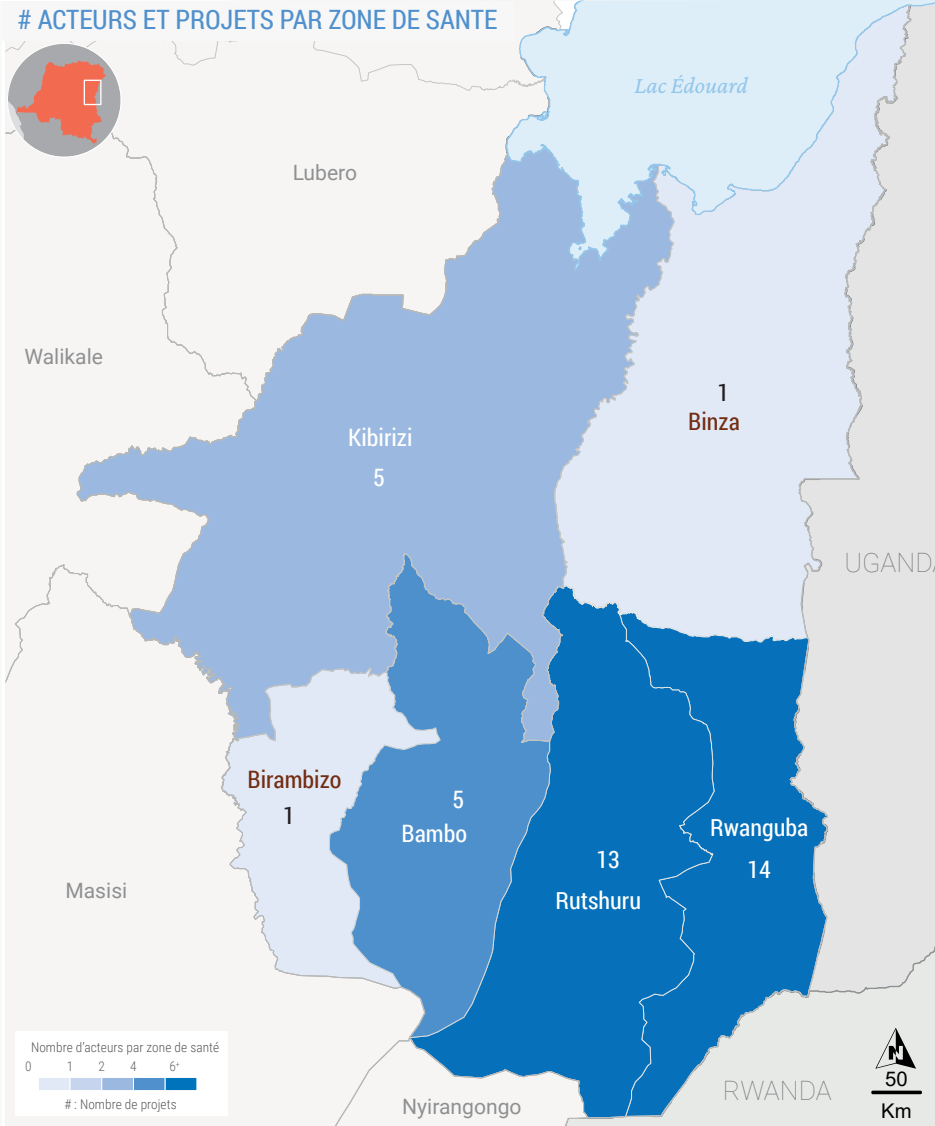 # ACTEURS ET PROJETS PAR ZONE DE SANTE
Lac Édouard
Lubero
Walikale
1
Binza
Kibirizi
5
UGANDA
Birambizo
1
5
Bambo
Rwanguba
14
13
Rutshuru
Masisi
Nombre d'acteurs par zone de santé
0 1 2 4 6+
# : Nombre de projets
Nyirangongo
RWANDA
N
50
Km